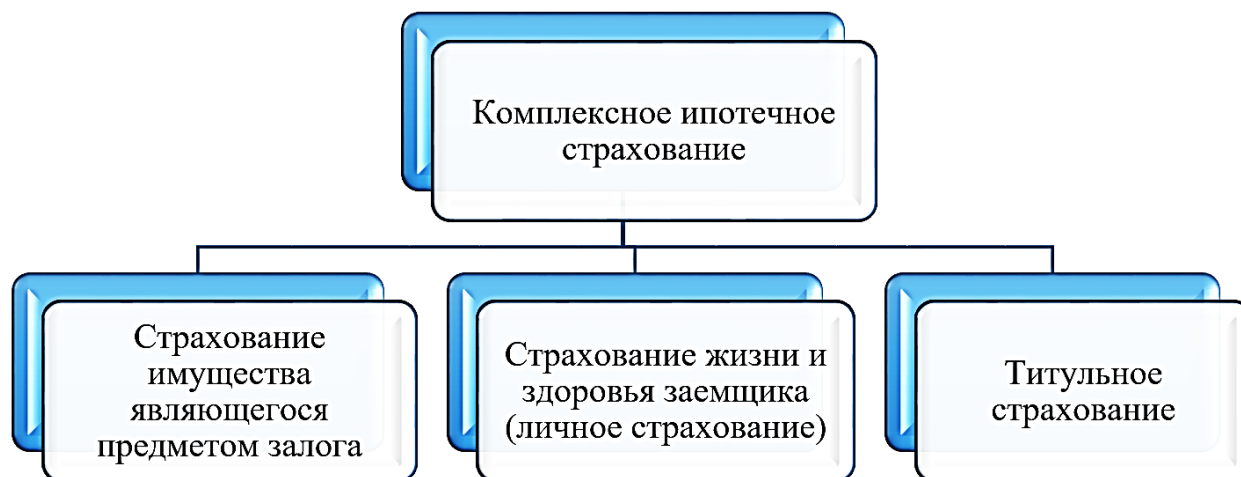 Комплексное ипотечное
страхование
Страхование
имущества
являющегося
предметом залога
Страхование жизни и
здоровья заемщика
(личное страхование)
Титульное
страхование